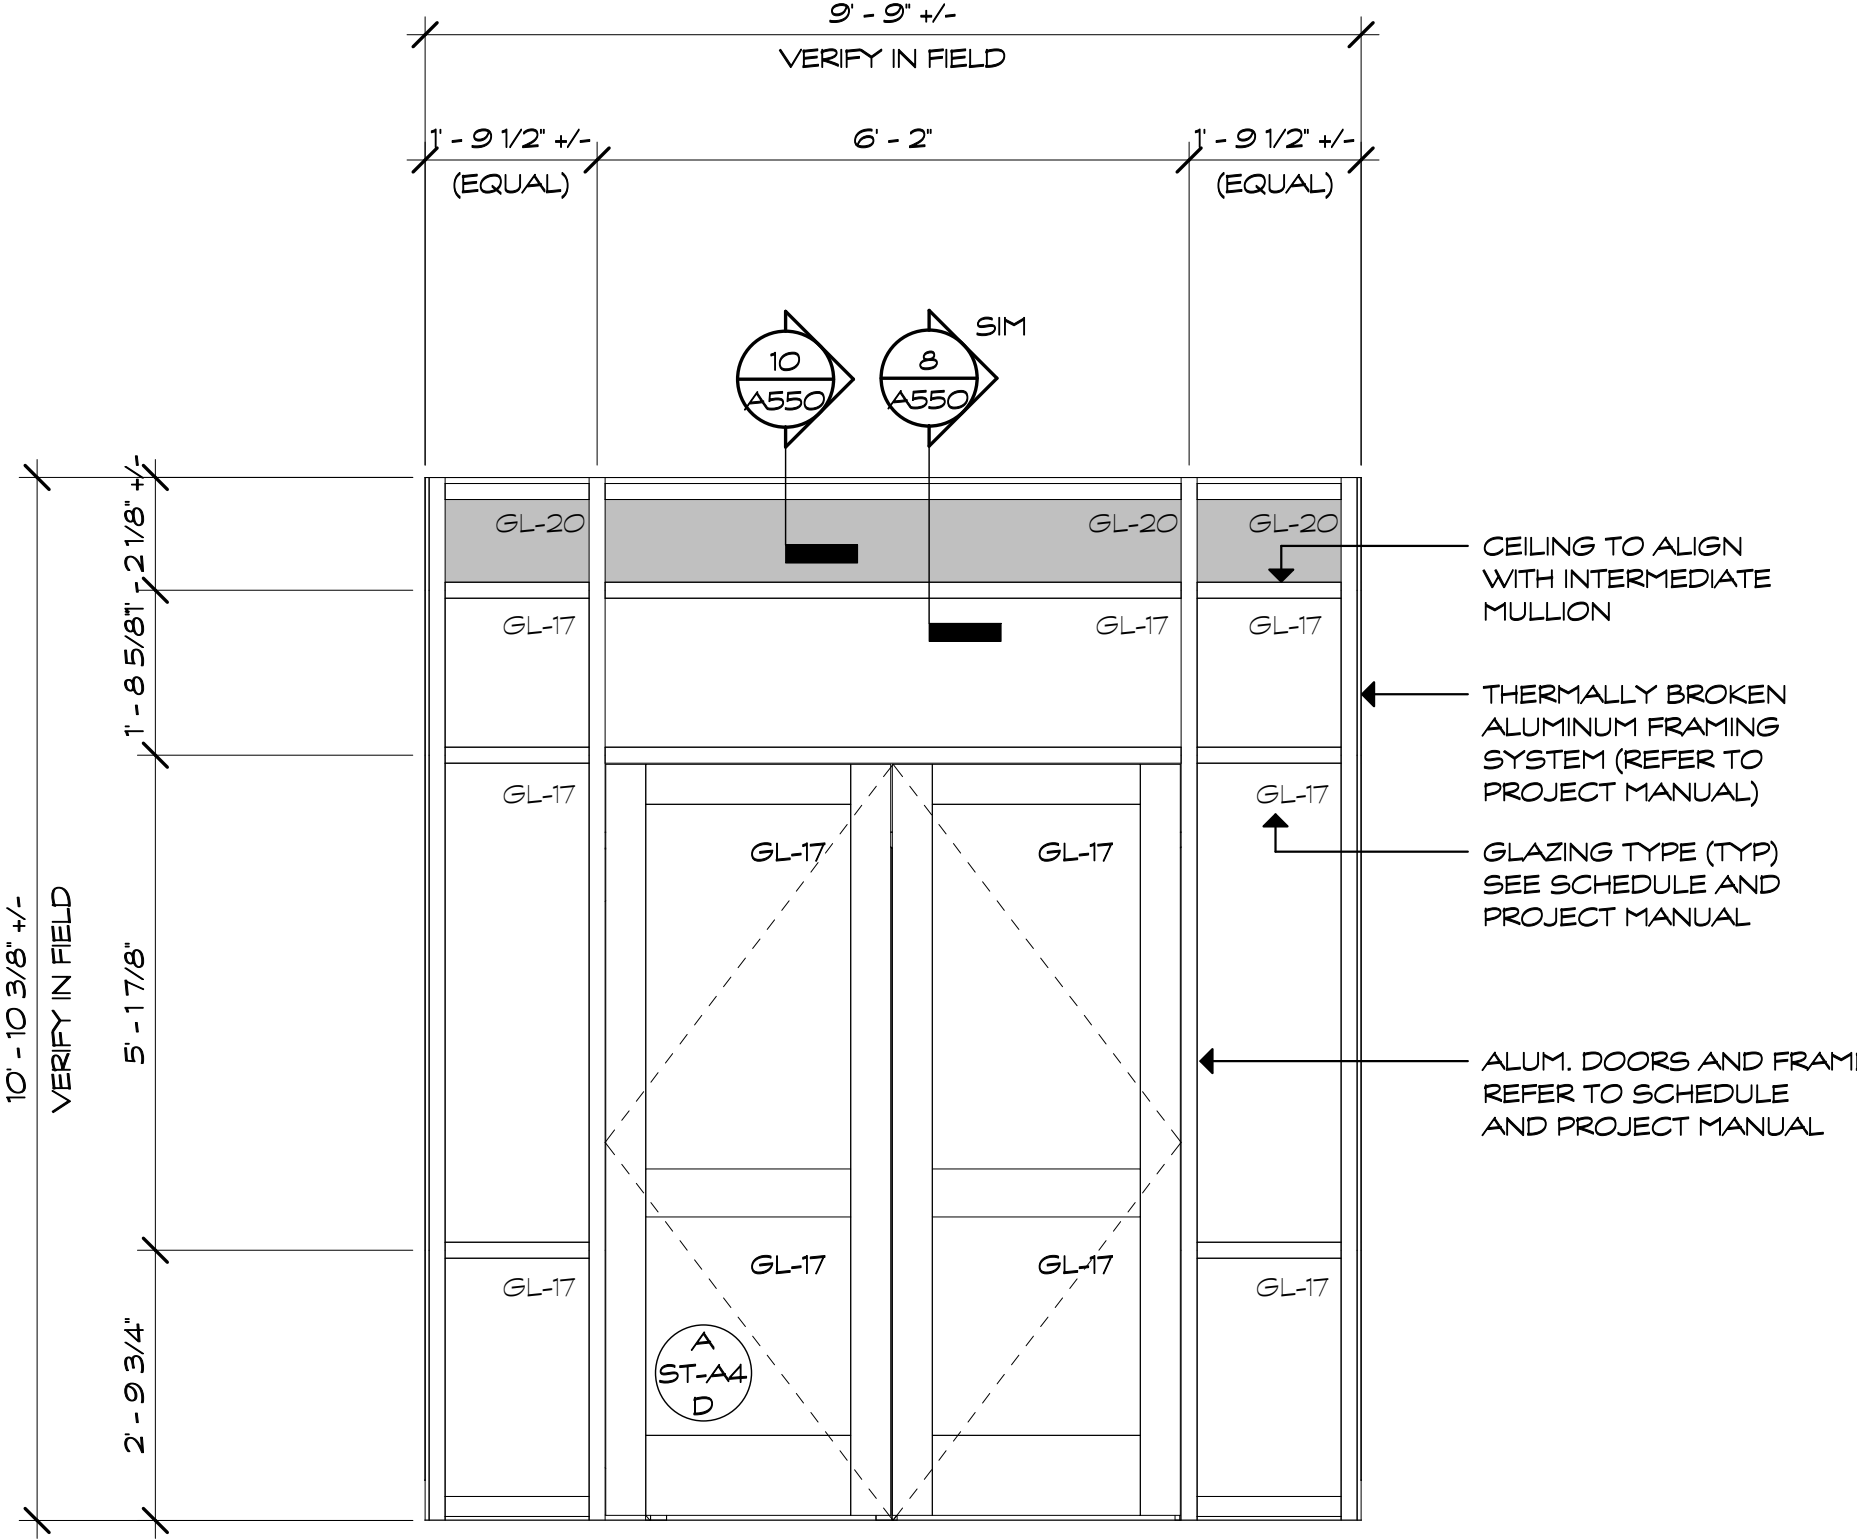 9' - 9" +/-
VERIFY IN FIELD
1' - 9 1/2" +/-
6' - 2"
1' - 9 1/2" +/-
(EQUAL)
(EQUAL)
SIM
10
A550
8
A550
1' - 2 1/8" +/-
1' - 8 5/8"
5' - 1 7/8"
2' - 9 3/4"
10' - 10 3/8" +/-
VERIFY IN FIELD
GL-20
GL-20
GL-20
GL-17
GL-17
GL-17
GL-17
GL-17
GL-17
GL-17
GL-17
GL-17
GL-17
GL-17
A
ST-A4
D
CEILING TO ALIGN
WITH INTERMEDIATE
MULLION
THERMALLY BROKEN
ALUMINUM FRAMING
SYSTEM (REFER TO
PROJECT MANUAL)
GLAZING TYPE (TYP)
SEE SCHEDULE AND
PROJECT MANUAL
ALUM. DOORS AND FRAM
REFER TO SCHEDULE
AND PROJECT MANUAL